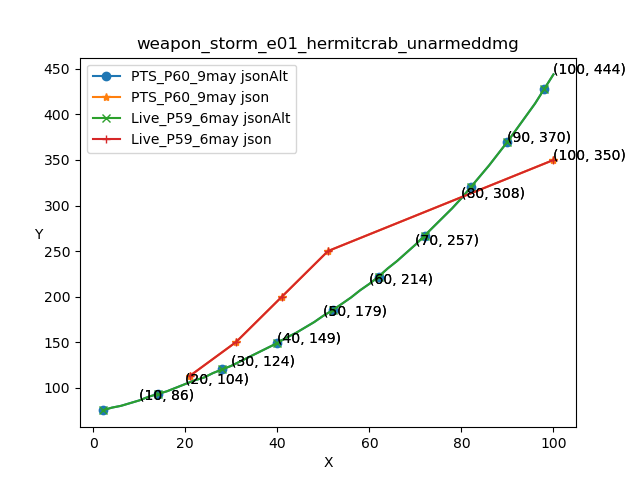 weapon_storm_e01_hermitcrab_unarmeddmg
PTS_P60_9may jsonAlt
PTS_P60_9may json
Live_P59_6may jsonAlt
Live_P59_6may json
450
400
350
300
250
200
150
100
Y
(100, 444)
(90, 370)
(100, 350)
(80, 308)
(70, 257)
(60, 214)
(50, 179)
(40, 149)
(30, 124)
(20, 104)
(10, 86)
0 20 40 60 80 100
X